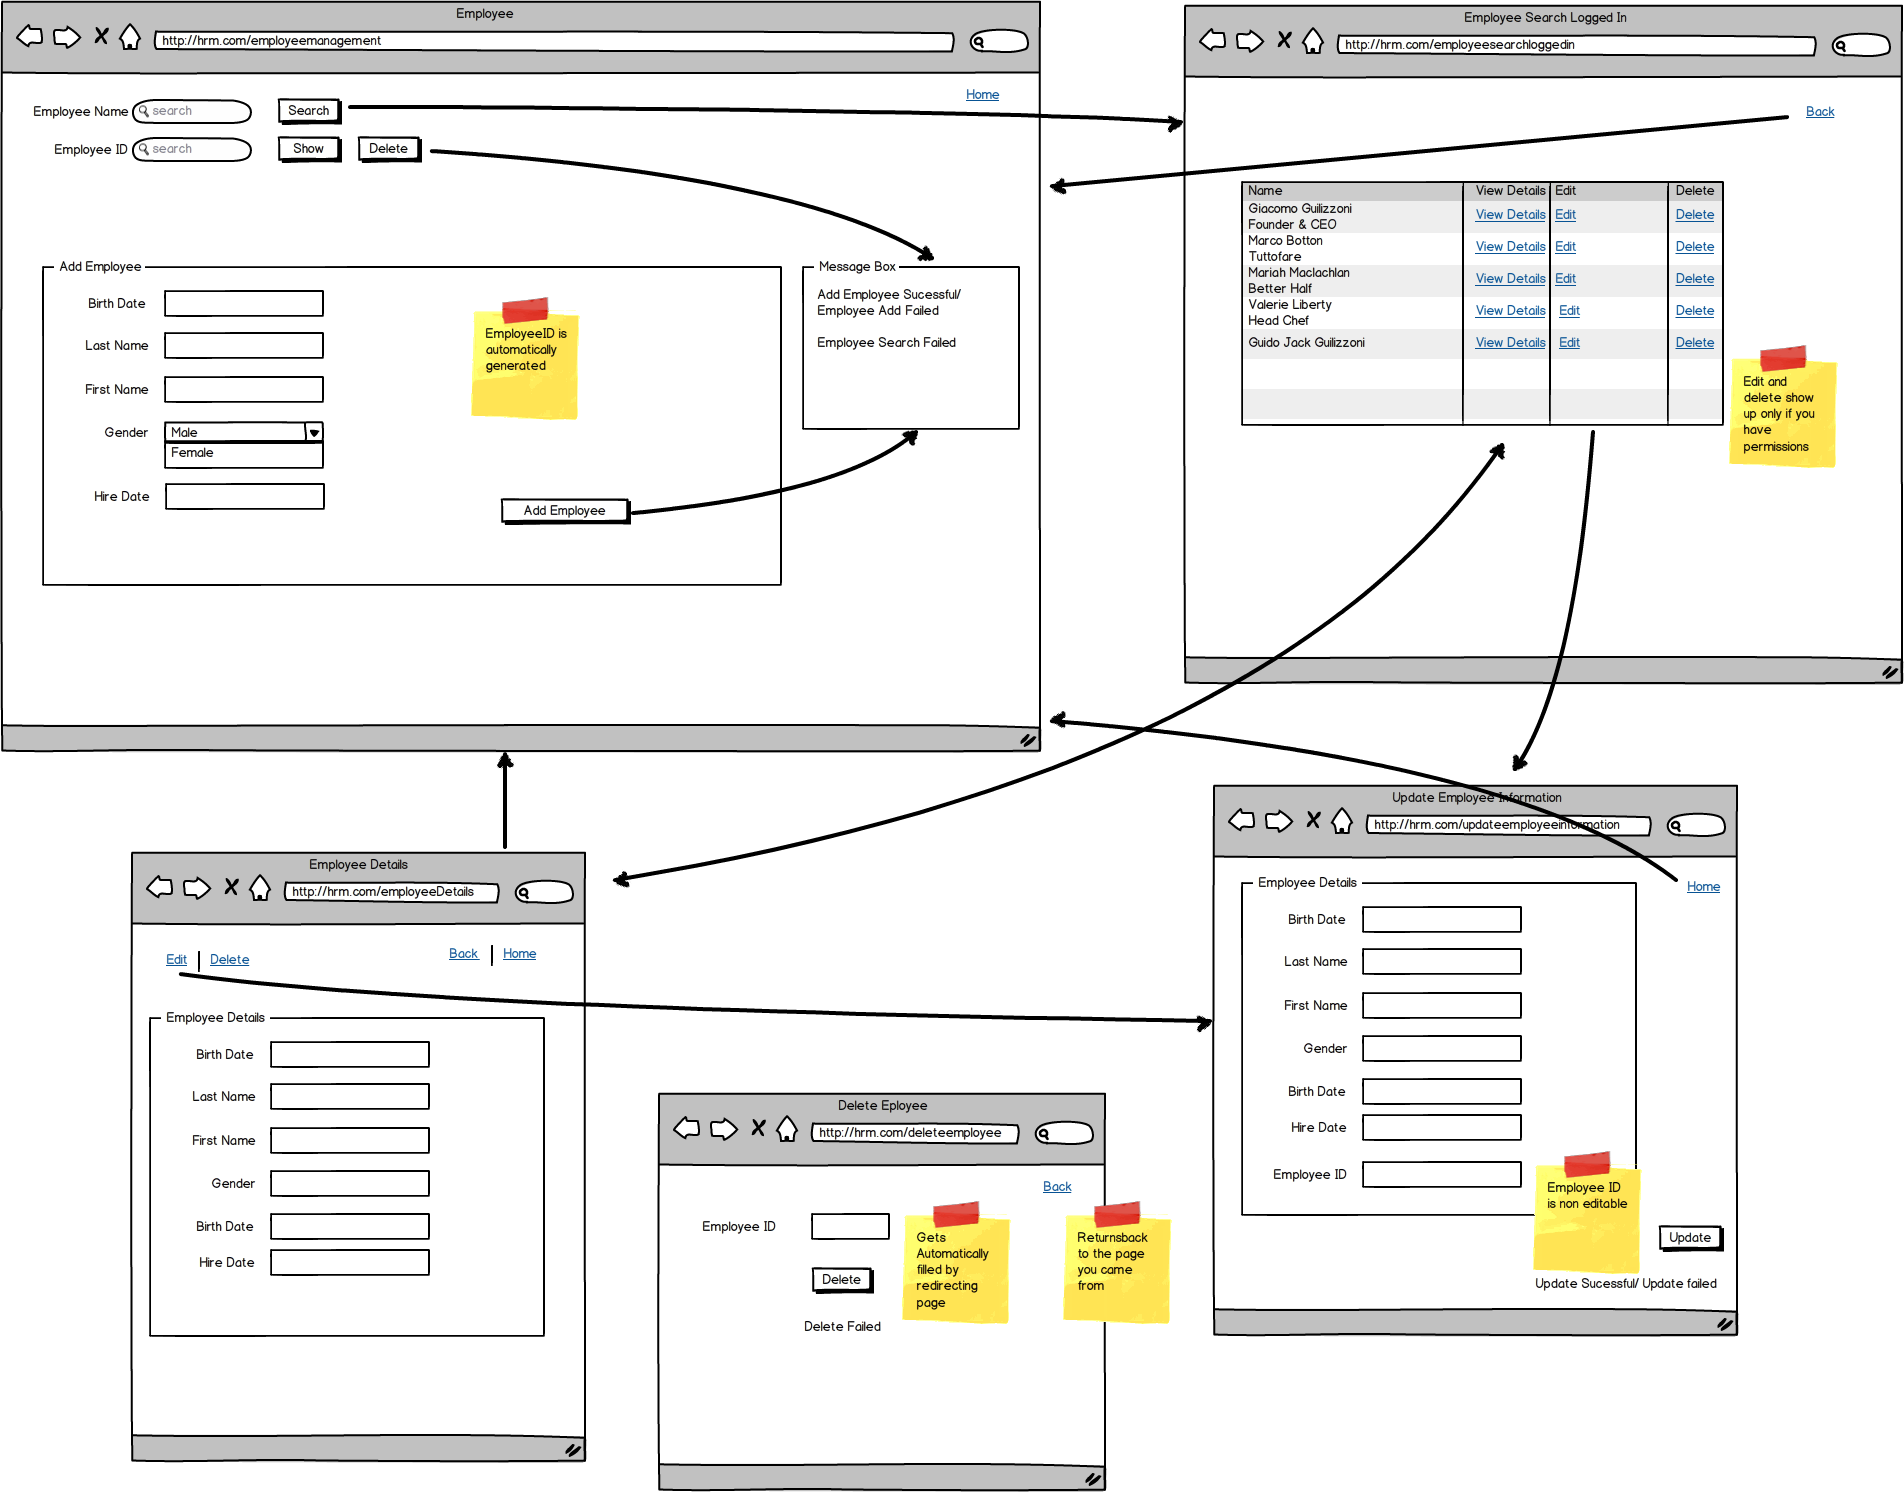 Employee
http://hrm.com/employeemanagement
Home
Employee Name search Search
Employee ID search Show Delete
Add Employee
Birth Date
Last Name
First Name
Gender Male
Female
Hire Date
EmployeeID is
automatically
generated
Add Employee
Message Box
Add Employee Sucessful/
Employee Add Failed
Employee Search Failed
Employee Search Logged In
http://hrm.com/employeesearchloggedin
Back
Name View Details Edit Delete
Giacomo Guilizzoni
Founder & CEO View Details Edit Delete
Marco Botton
Tuttofare View Details Edit Delete
Mariah Maclachlan
Better Half View Details Edit Delete
Valerie Liberty
Head Chef View Details Edit Delete
Guido Jack Guilizzoni View Details Edit Delete
Edit and
delete show
up only if you
have
permissions
Employee Details
http://hrm.com/employeeDetails
Edit Delete Back Home
Employee Details
Birth Date
Last Name
First Name
Gender
Birth Date
Hire Date
Delete Eployee
http://hrm.com/deleteemployee
Back
Employee ID
Delete
Delete Failed
Gets
Automatically
filled by
redirecting
page
Returnsback
to the page
you came
from
Update Employee Information
http://hrm.com/updateemployeeinformation
Home
Employee Details
Birth Date
Last Name
First Name
Gender
Birth Date
Hire Date
Employee ID
Employee ID
is non editable
Update
Update Sucessful/ Update failed